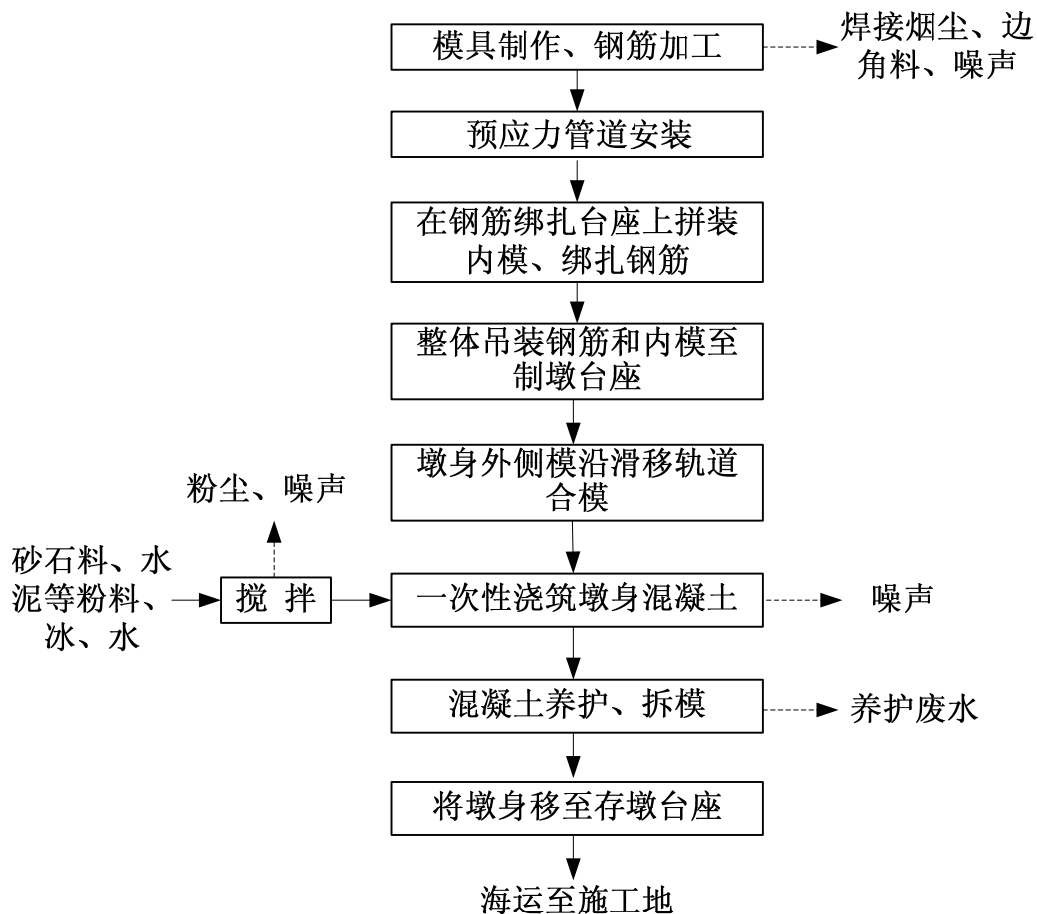 模具制作、钢筋加工
焊接烟尘、边
角料、噪声
预应力管道安装
在钢筋绑扎台座上拼装
内模、绑扎钢筋
整体吊装钢筋和内模至
制墩台座
墩身外侧模沿滑移轨道
合模
粉尘、噪声
砂石料、水
泥等粉料、
冰、水
搅 拌
一次性浇筑墩身混凝土
噪声
混凝土养护、拆模
养护废水
将墩身移至存墩台座
海运至施工地